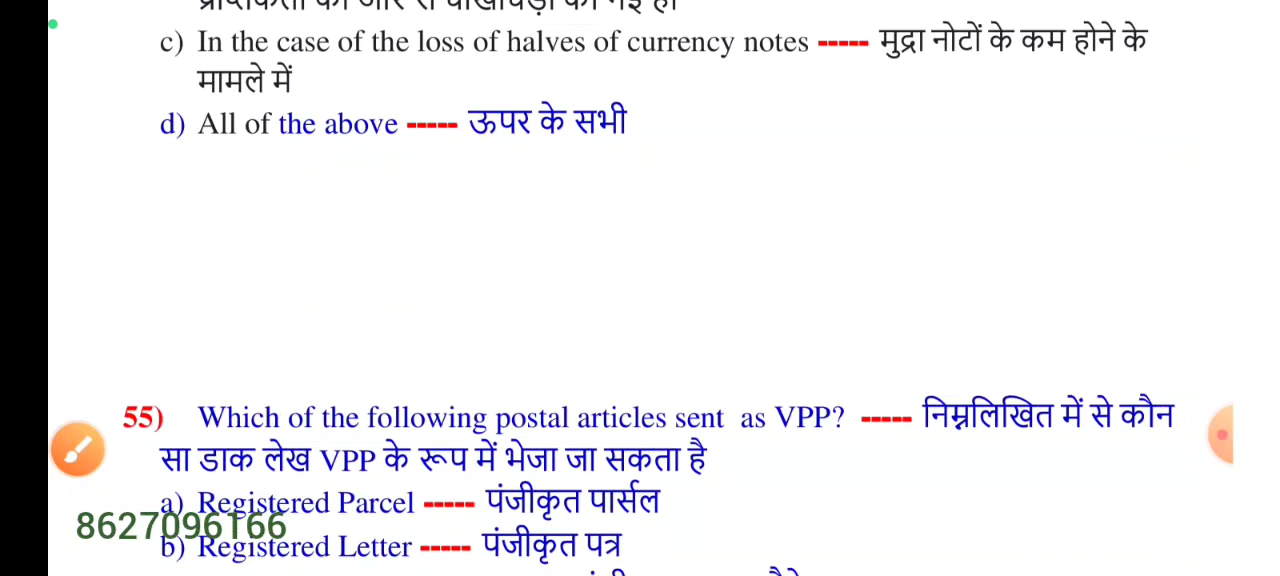 c) In the case of the loss of halves of currency notes ----- मुद्रा नोटों के कम होने के
मामले में
d) All of the above ----- ऊपर के सभी
55) Which of the following postal articles sent as VPP? ----- निम्नलिखित में से कौन
सा डाक लेख VPP के रूप में भेजा जा सकता है
a) Registered Parcel ----- पंजीकृत पार्सल
8627096166
b) Registered Letter ----- पंजीकृत पत्र